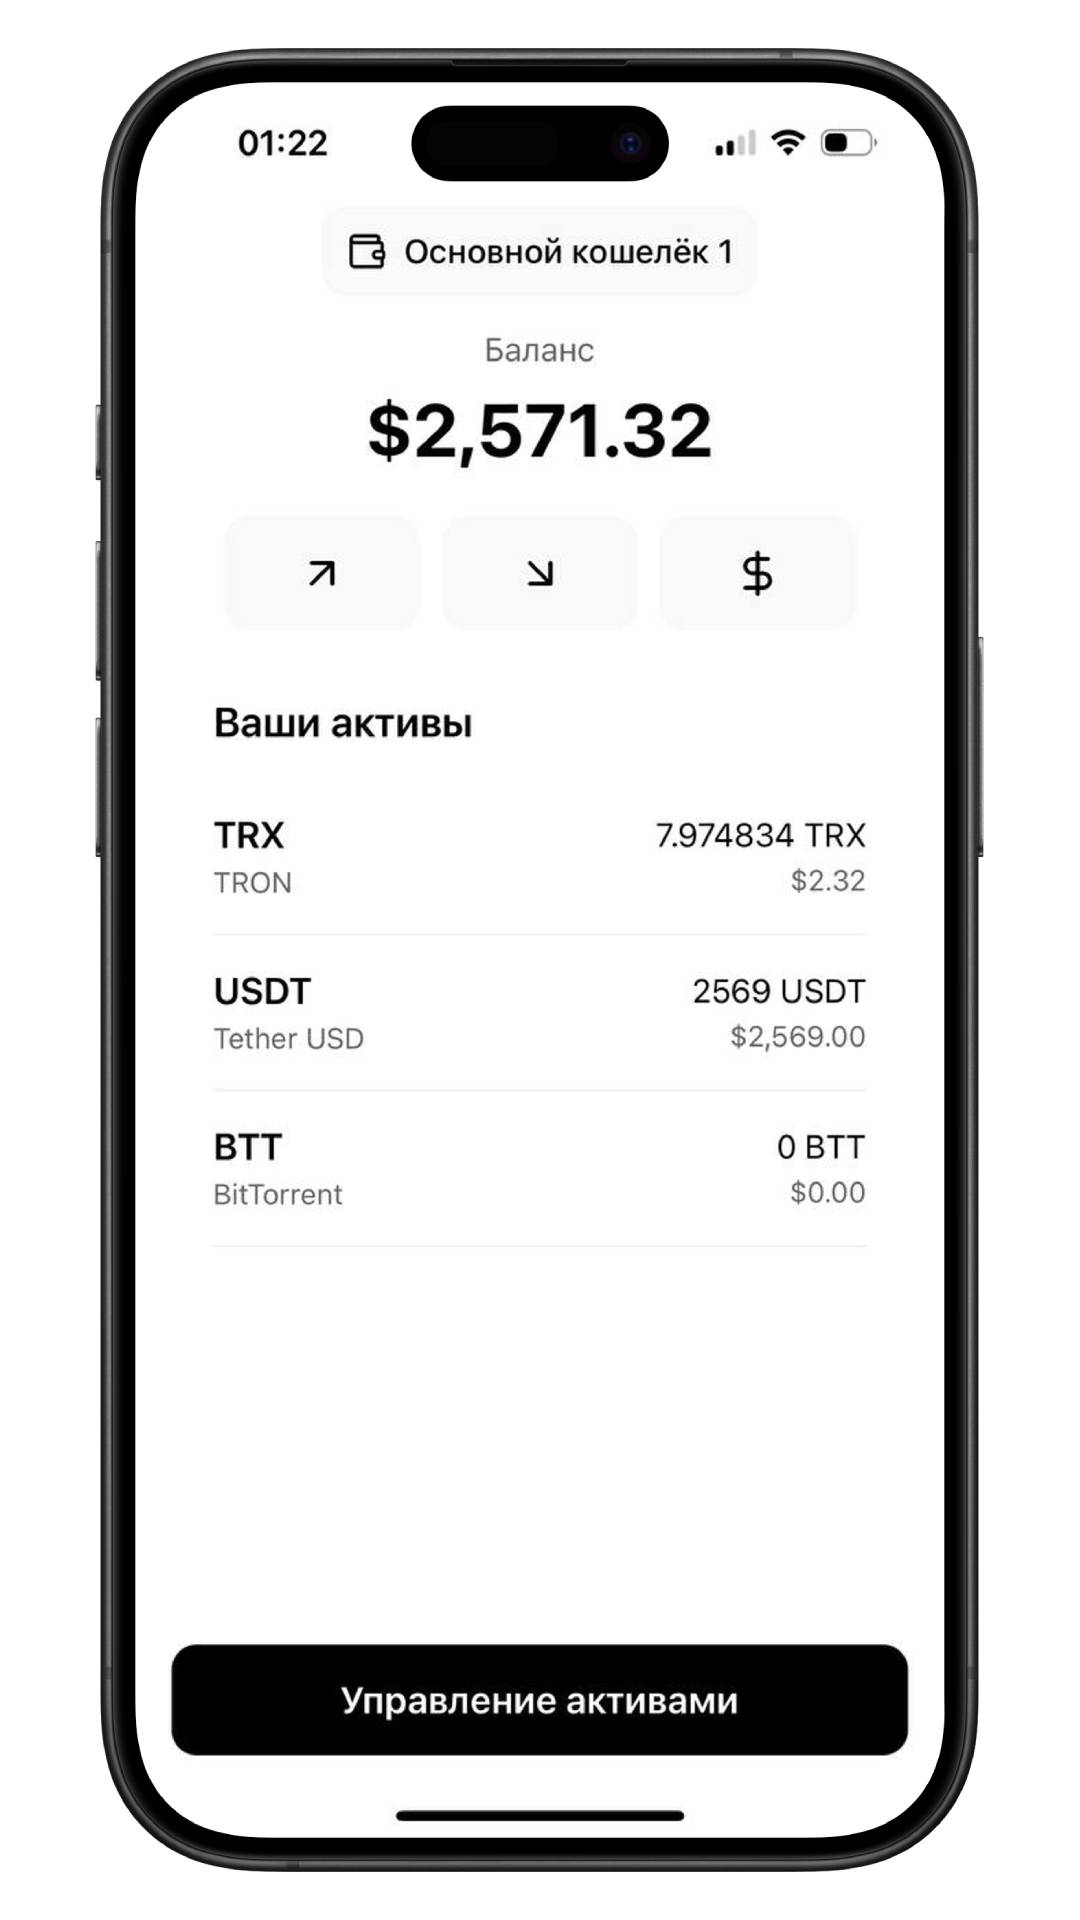 01:22
Основной кошелёк 1
Баланс
$2,571.32
$
Ваши активы
TRX
7.974834 TRX
TRON
$2.32
USDT
2569 USDT
Tether USD
$2,569.00
BTT
0 BTT
BitTorrent
$0.00
Управление активами